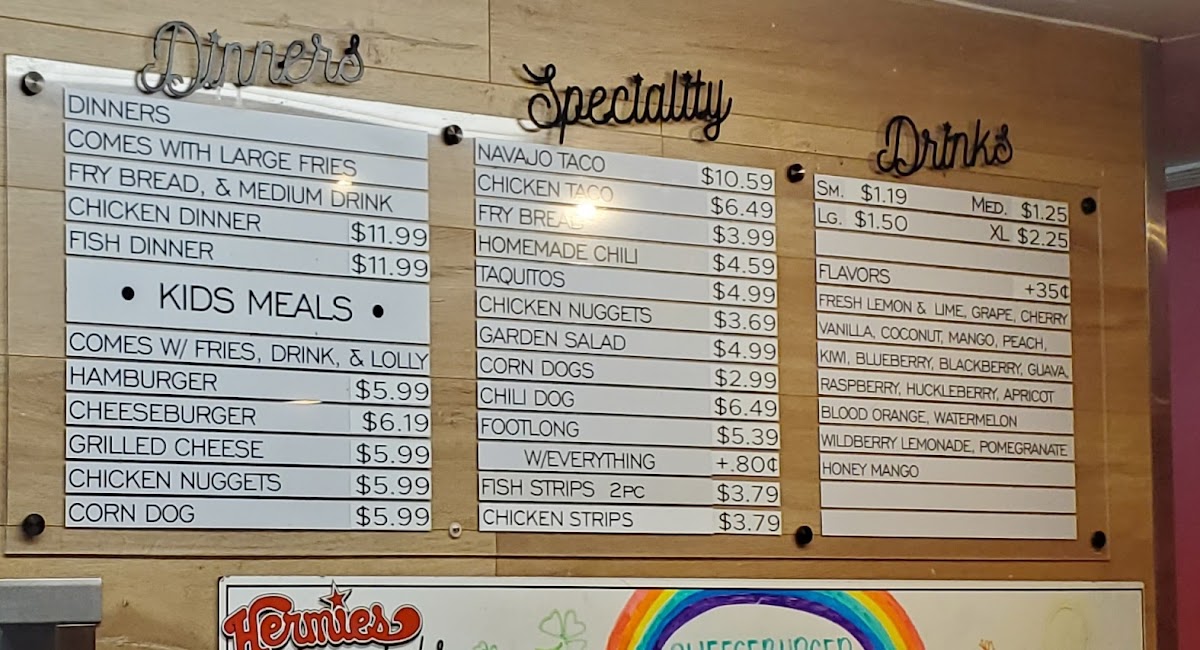 Dinners
DINNERS
COMES WITH LARGE FRIES
FRY BREAD, & MEDIUM DRINK
CHICKEN DINNER $11.99
FISH DINNER $11.99
• KIDS MEALS •
COMES W/ FRIES, DRINK, & LOLLY
HAMBURGER $5.99
CHEESEBURGER $6.19
GRILLED CHEESE $5.99
CHICKEN NUGGETS $5.99
CORN DOG $5.99
Speciality
NAVAJO TACO $10.59
CHICKEN TACO $6.49
FRY BREAD $3.99
HOMEMADE CHILI $4.59
TAQUITOS $4.99
CHICKEN NUGGETS $3.69
GARDEN SALAD $4.99
CORN DOGS $2.99
CHILI DOG $6.49
FOOTLONG $5.39
W/EVERYTHING +.80¢
FISH STRIPS 2PC $3.79
CHICKEN STRIPS $3.79
Drinks
SM. $1.19 MED. $1.25
LG. $1.50 XL $2.25
FLAVORS +35¢
FRESH LEMON & LIME, GRAPE, CHERRY
VANILLA, COCONUT, MANGO, PEACH,
KIWI, BLUEBERRY, BLACKBERRY, GUAVA,
RASPBERRY, HUCKLEBERRY, APRICOT
BLOOD ORANGE, WATERMELON
WILDBERRY LEMONADE, POMEGRANATE
HONEY MANGO
Hermies
CHEESEBURGER